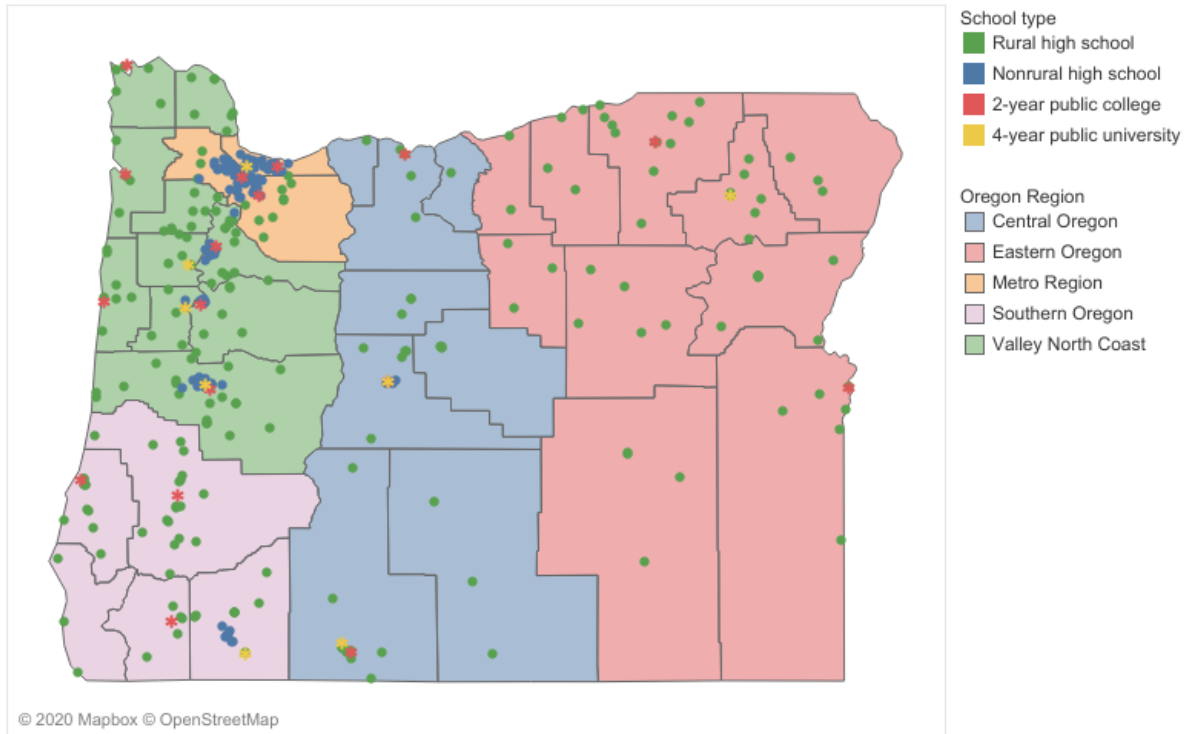 School type
Rural high school
Nonrural high school
2-year public college
4-year public university
Oregon Region
Central Oregon
Eastern Oregon
Metro Region
Southern Oregon
Valley North Coast
© 2020 Mapbox © OpenStreetMap